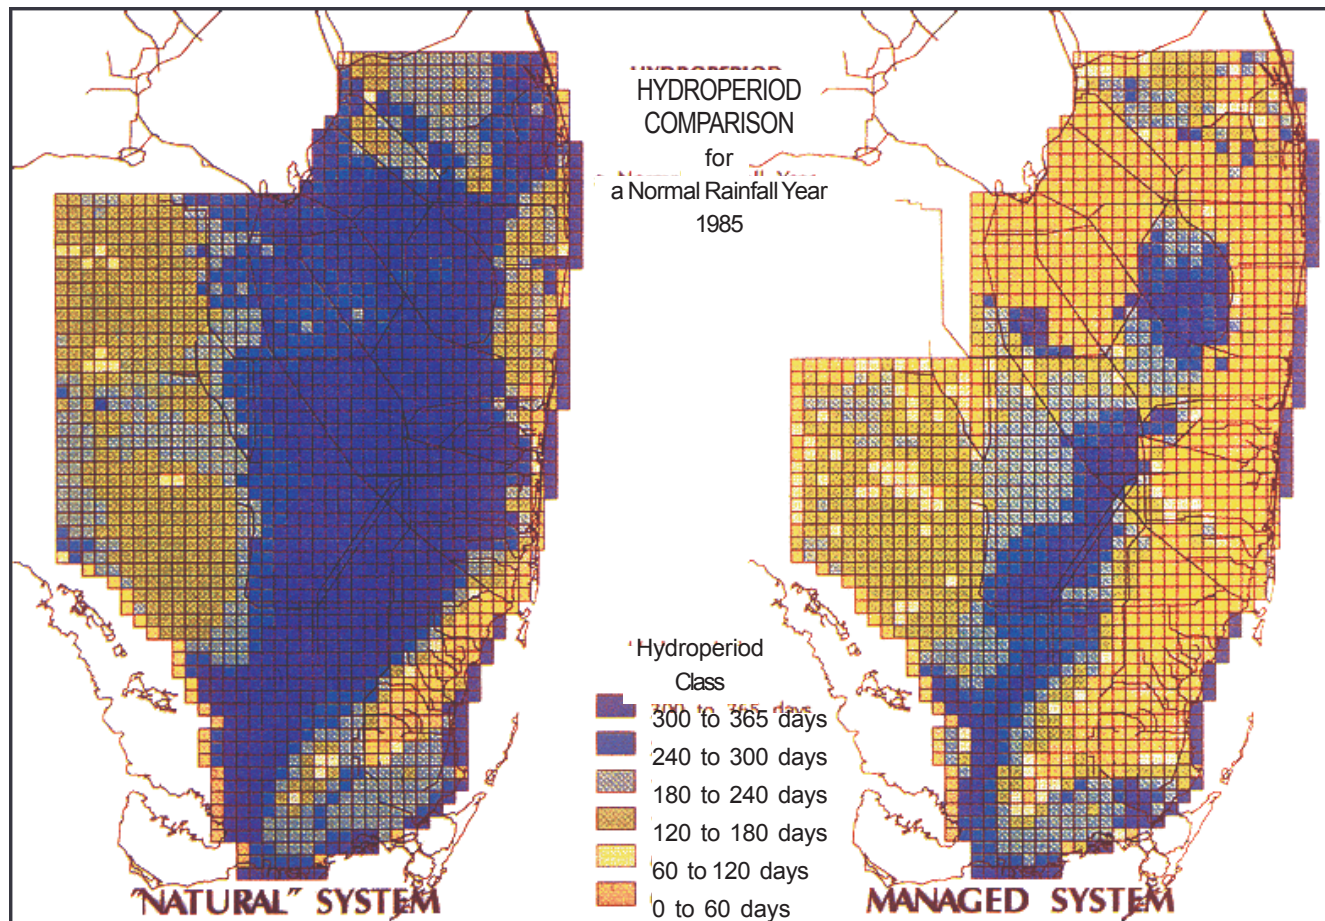 HYDROPERIOD
COMPARISON
for
a Normal Rainfall Year
1985
Hydroperiod
Class
300 to 365 days
240 to 300 days
180 to 240 days
120 to 180 days
60 to 120 days
0 to 60 days
"NATURAL" SYSTEM
MANAGED SYSTEM